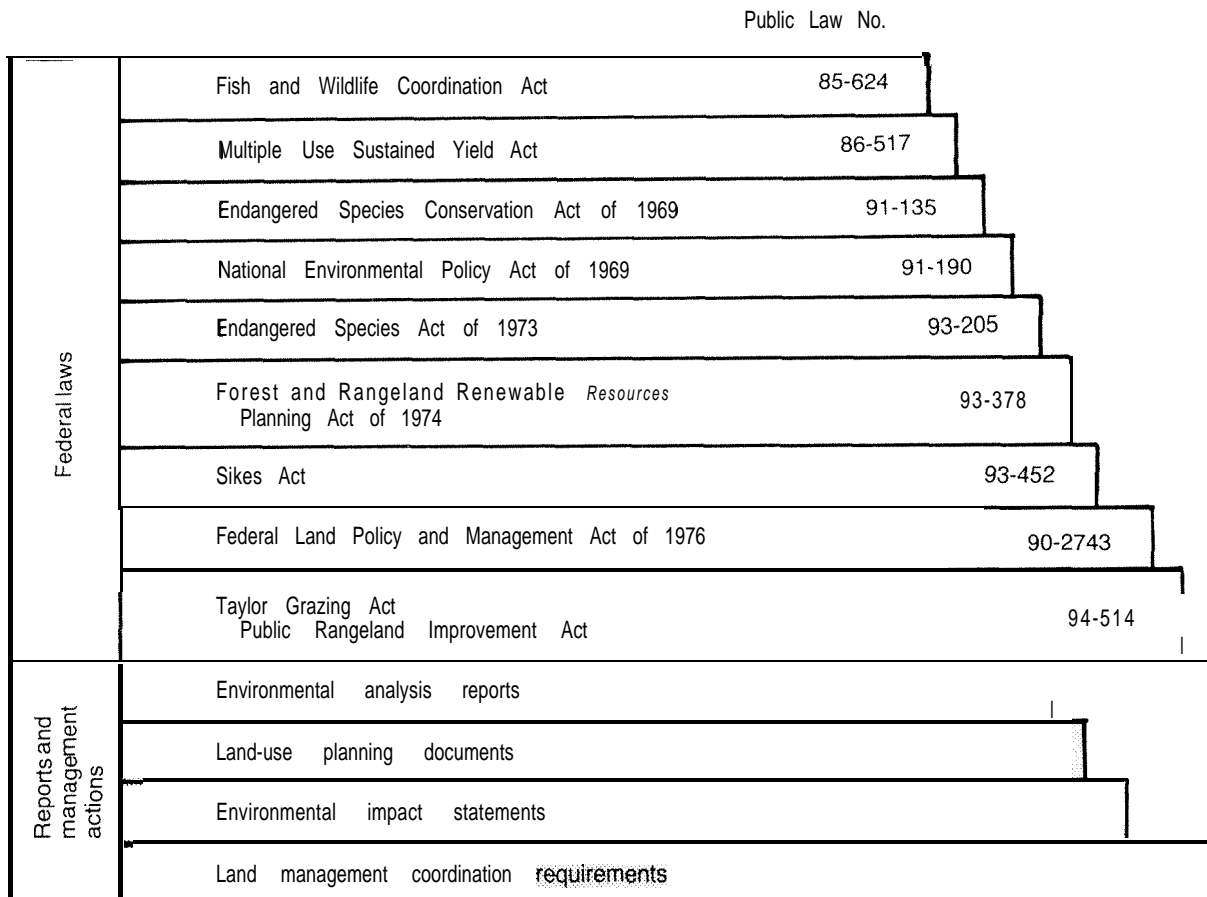 Public Law No.
Federal laws
Fish and Wildlife Coordination Act 85-624
Multiple Use Sustained Yield Act 86-517
Endangered Species Conservation Act of 1969 91-135
National Environmental Policy Act of 1969 91-190
Endangered Species Act of 1973 93-205
Forest and Rangeland Renewable Resources 93-378
Planning Act of 1974
Sikes Act 93-452
Federal Land Policy and Management Act of 1976 90-2743
Taylor Grazing Act 94-514
Public Rangeland Improvement Act
Reports and
management
actions
Environmental analysis reports
Land-use planning documents
Environmental impact statements
Land management coordination requirements